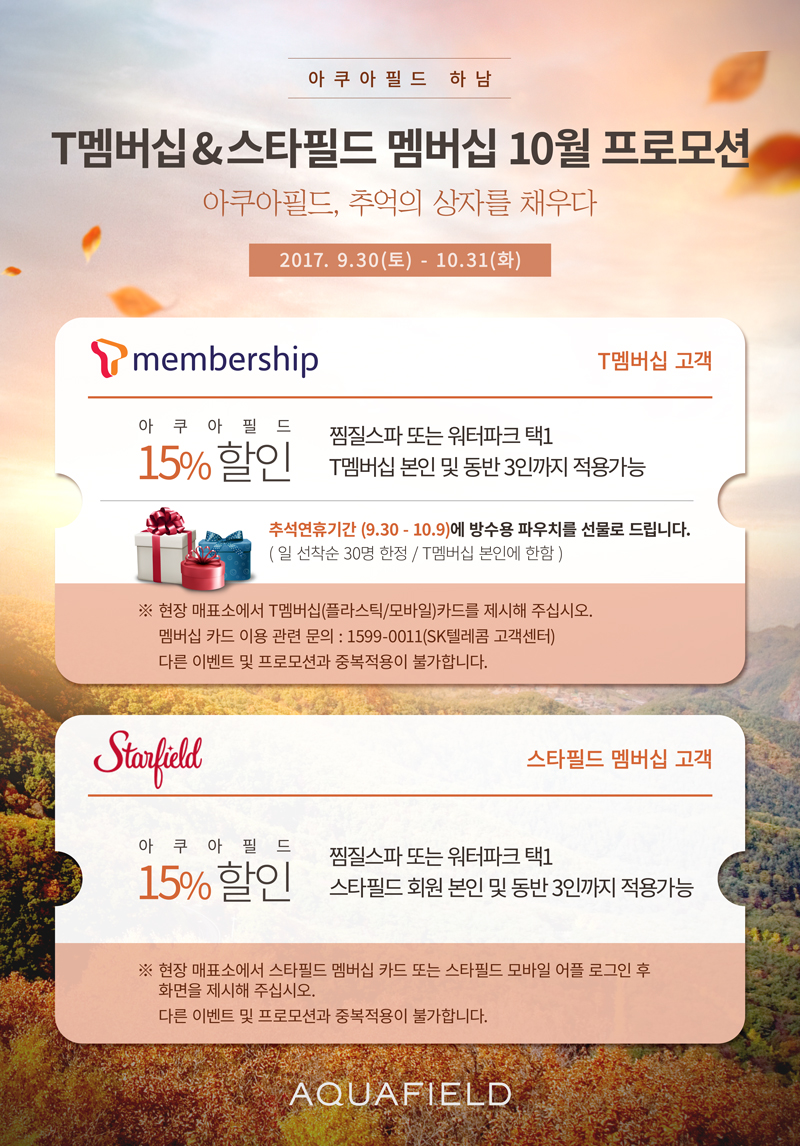 아쿠아필드 하남
T멤버십&스타필드 멤버십 10월 프로모션
아쿠아필드, 추억의 상자를 채우다
2017. 9.30(토) - 10.31(화)
T membership
T멤버십 고객
아쿠아필드
15% 할인
찜질스파 또는 워터파크 택1
T멤버십 본인 및 동반 3인까지 적용가능
추석연휴기간 (9.30 - 10.9)에 방수용 파우치를 선물로 드립니다.
( 일 선착순 30명 한정 / T멤버십 본인에 한함 )
※ 현장 매표소에서 T멤버십(플라스틱/모바일)카드를 제시해 주십시오.
멤버십 카드 이용 관련 문의 : 1599-0011(SK텔레콤 고객센터)
다른 이벤트 및 프로모션과 중복적용이 불가합니다.
Starfield
스타필드 멤버십 고객
아쿠아필드
15% 할인
찜질스파 또는 워터파크 택1
스타필드 회원 본인 및 동반 3인까지 적용가능
※ 현장 매표소에서 스타필드 멤버십 카드 또는 스타필드 모바일 어플 로그인 후
화면을 제시해 주십시오.
다른 이벤트 및 프로모션과 중복적용이 불가합니다.
AQUAFIELD